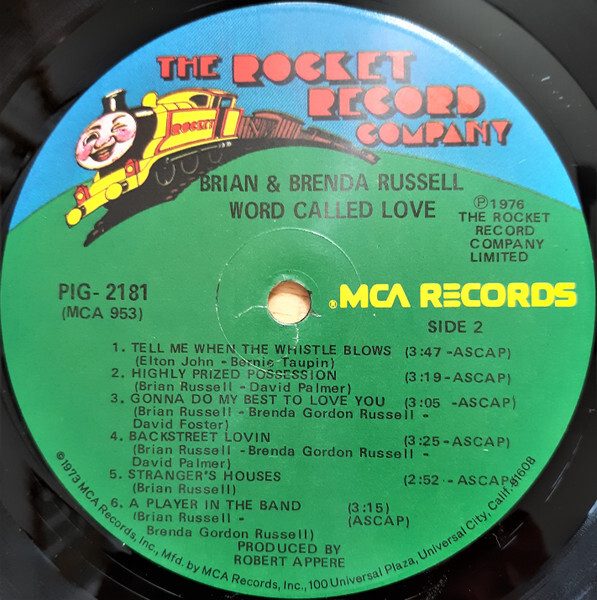 THE ROCKET
RECORD
COMPANY
ROCKET
BRIAN & BRENDA RUSSELL
WORD CALLED LOVE
℗1976
THE ROCKET
RECORD
COMPANY
LIMITED
PIG-2181
(MCA 953)
®MCA RECORDS
SIDE 2
1. TELL ME WHEN THE WHISTLE BLOWS (3:47-ASCAP)
(Elton John - Bernie Taupin)
2. HIGHLY PRIZED POSSESSION (3:19-ASCAP)
(Brian Russell - David Palmer)
3. GONNA DO MY BEST TO LOVE YOU (3:05 -ASCAP)
(Brian Russell - Brenda Gordon Russell -
David Foster)
4. BACKSTREET LOVIN (3:25-ASCAP)
(Brian Russell - Brenda Gordon Russell -
David Palmer)
5. STRANGER'S HOUSES (2:52 - ASCAP)
(Brian Russell)
6. A PLAYER IN THE BAND (3:15)
(Brian Russell - (ASCAP)
Brenda Gordon Russell)
PRODUCED BY
ROBERT APPERE
©1973 MCA Records, Inc., Mfd. by MCA Records, Inc., 100 Universal Plaza, Universal City, Calif. 91608